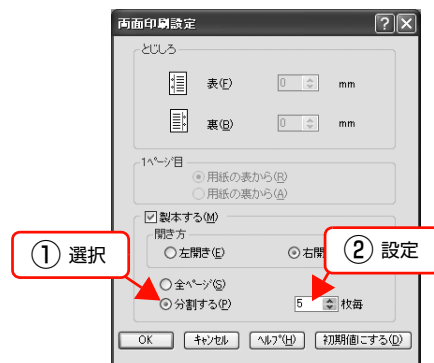 両面印刷設定
とじしろ
表(F) 0 mm
裏(B) 0 mm
1ページ目
用紙の表から(R)
用紙の裏から(A)
製本する(M)
開き方
左開き(E) 右開
① 選択
② 設定
全ページ(S)
分割する(P) 5 枚毎
OK キャンセル ヘルプ(H) 初期値にする(D)